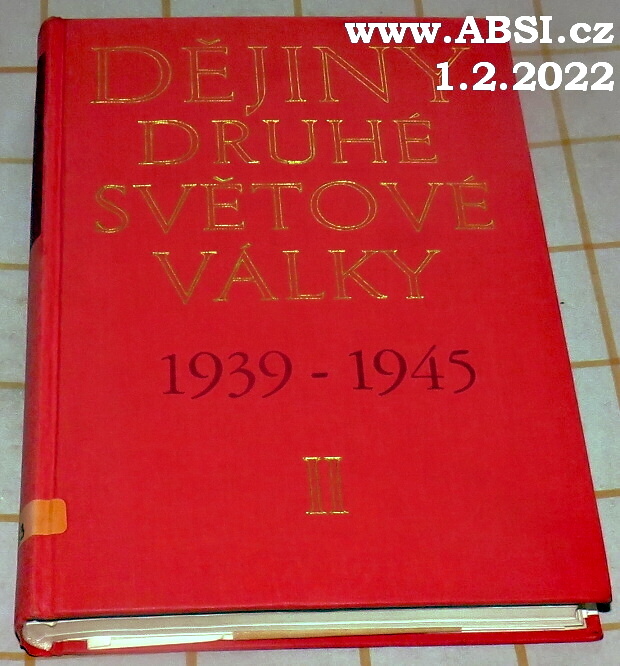 www.ABSI.cz
1.2.2022
DĚJINY
DRUHÉ
SVĚTOVÉ
VÁLKY
1939 - 1945
II